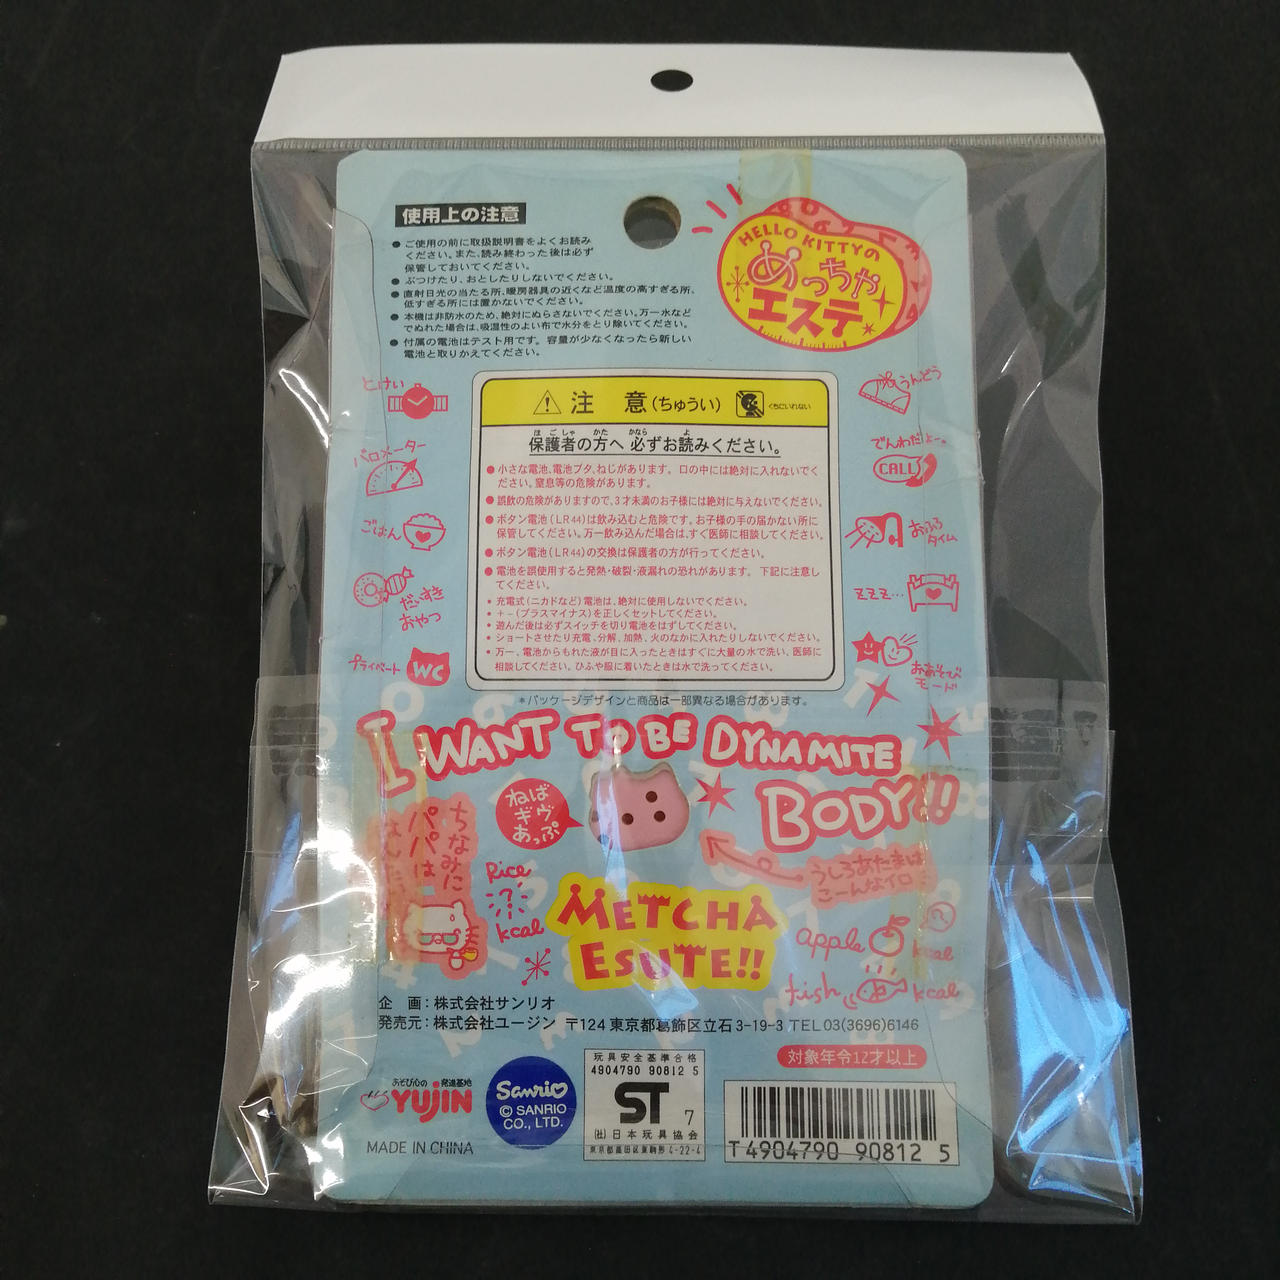 使用上の注意
● ご使用の前に取扱説明書をよくお読み
ください。また、読み終わった後は必ず
保管しておいてください。
● ぶつけたり、おとしたりしないでください。
● 直射日光の当たる所、暖房器具の近くなど温度の高すぎる所、
低すぎる所には置かないでください。
● 本機は非防水のため、絶対にぬらさないでください。万一水など
でぬれた場合は、吸湿性のよい布で水分をとり除いてください。
● 付属の電池はテスト用です。容量が少なくなったら新しい
電池と取りかえてください。
HELLO KITTYの
めっちゃ
エステ
とけい
バロメーター
ごはん
だいすき
おやつ
プライベート
WC
うんどう
でんわだよー。
CALL
おふろ
タイム
ZZZ…
おあそび
モード
注 意(ちゅうい)
くちにいれない
ほごしゃ かた かなら よ
保護者の方へ 必ずお読みください。
● 小さな電池、電池ブタ、ねじがあります。口の中には絶対に入れないでく
ださい。窒息等の危険があります。
● 誤飲の危険がありますので、3才未満のお子様には絶対に与えないでください。
● ボタン電池(LR44)は飲み込むと危険です。お子様の手の届かない所に
保管してください。万一飲み込んだ場合は、すぐ医師に相談してください。
● ボタン電池(LR44)の交換は保護者の方が行ってください。
● 電池を誤使用すると発熱・破裂・液漏れの恐れがあります。下記に注意し
てください。
• 充電式(ニカドなど)電池は、絶対に使用しないでください。
• +−(プラスマイナス)を正しくセットしてください。
• 遊んだ後は必ずスイッチを切り電池をはずしてください。
• ショートさせたり充電、分解、加熱、火のなかに入れたりしないでください。
• 万一、電池からもれた液が目に入ったときはすぐに大量の水で洗い、医師に
相談してください。ひふや服に着いたときは水で洗ってください。
*パッケージデザインと商品は一部異なる場合があります。
I WANT TO BE DYNAMITE
BODY!!
ねば
ギヴ
あっぷ
ちなみに
パパは
うしろあたまは
こーんなイロ
Rice
?
kcal
METCHA
ESUTE!!
apple
?
kcal
fish
kcal
企 画:株式会社サンリオ
発売元:株式会社ユージン 〒124 東京都葛飾区立石3-19-3 TEL 03(3696)6146
対象年令12才以上
あそび心の 発進基地
YUJIN
MADE IN CHINA
Sanrio
© SANRIO
CO., LTD.
玩具安全基準合格
4904790 90812 5
ST 7
(社)日本玩具協会
東京都墨田区東駒形4-22-4
T 4904790 90812 5